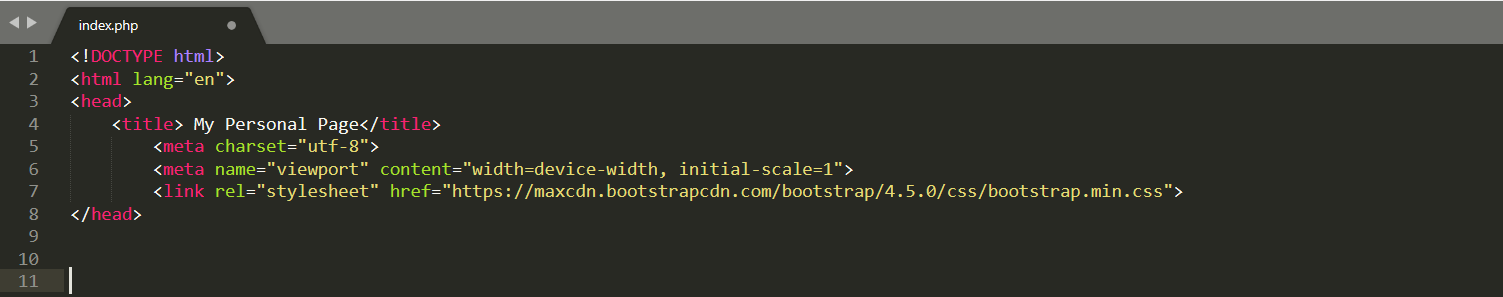 index.php
1 <!DOCTYPE html>
2 <html lang="en">
3 <head>
4     <title> My Personal Page</title>
5         <meta charset="utf-8">
6         <meta name="viewport" content="width=device-width, initial-scale=1">
7         <link rel="stylesheet" href="https://maxcdn.bootstrapcdn.com/bootstrap/4.5.0/css/bootstrap.min.css">
8 </head>
9
10
11